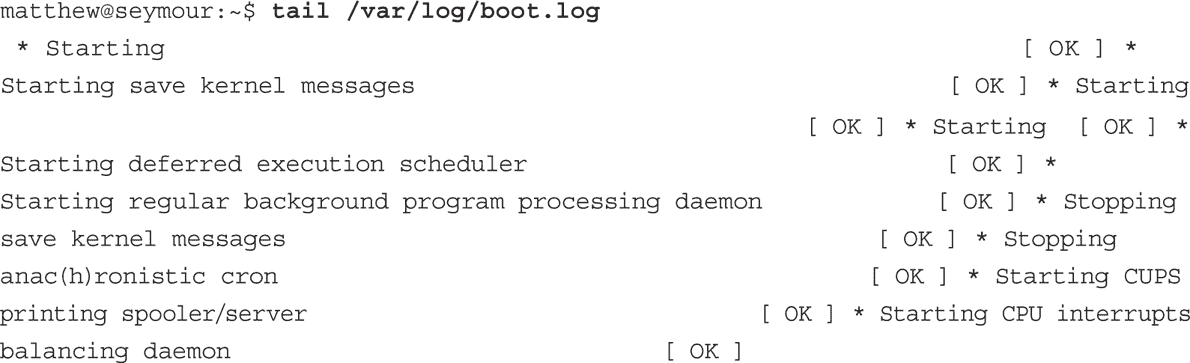 matthew@seymour:~$ tail /var/log/boot.log
* Starting [ OK ] *
Starting save kernel messages [ OK ] * Starting
[ OK ] * Starting [ OK ] *
Starting deferred execution scheduler [ OK ] *
Starting regular background program processing daemon [ OK ] * Stopping
save kernel messages [ OK ] * Stopping
anac(h)ronistic cron [ OK ] * Starting CUPS
printing spooler/server [ OK ] * Starting CPU interrupts
balancing daemon [ OK ]